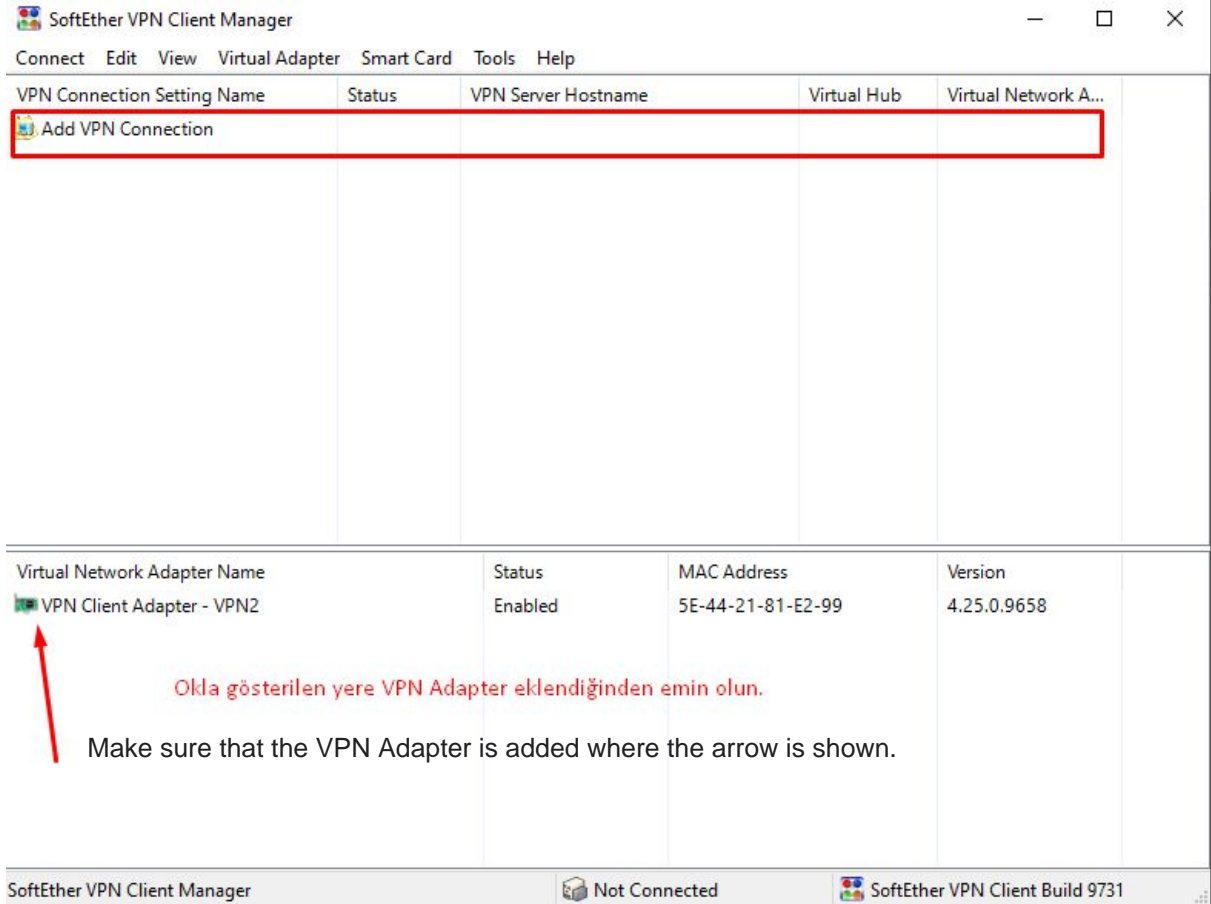 SoftEther VPN Client Manager
Connect Edit View Virtual Adapter Smart Card Tools Help
VPN Connection Setting Name Status VPN Server Hostname Virtual Hub Virtual Network A...
Add VPN Connection
Virtual Network Adapter Name Status MAC Address Version
VPN Client Adapter - VPN2 Enabled 5E-44-21-81-E2-99 4.25.0.9658
Okla gösterilen yere VPN Adapter eklendiğinden emin olun.
Make sure that the VPN Adapter is added where the arrow is shown.
SoftEther VPN Client Manager Not Connected SoftEther VPN Client Build 9731